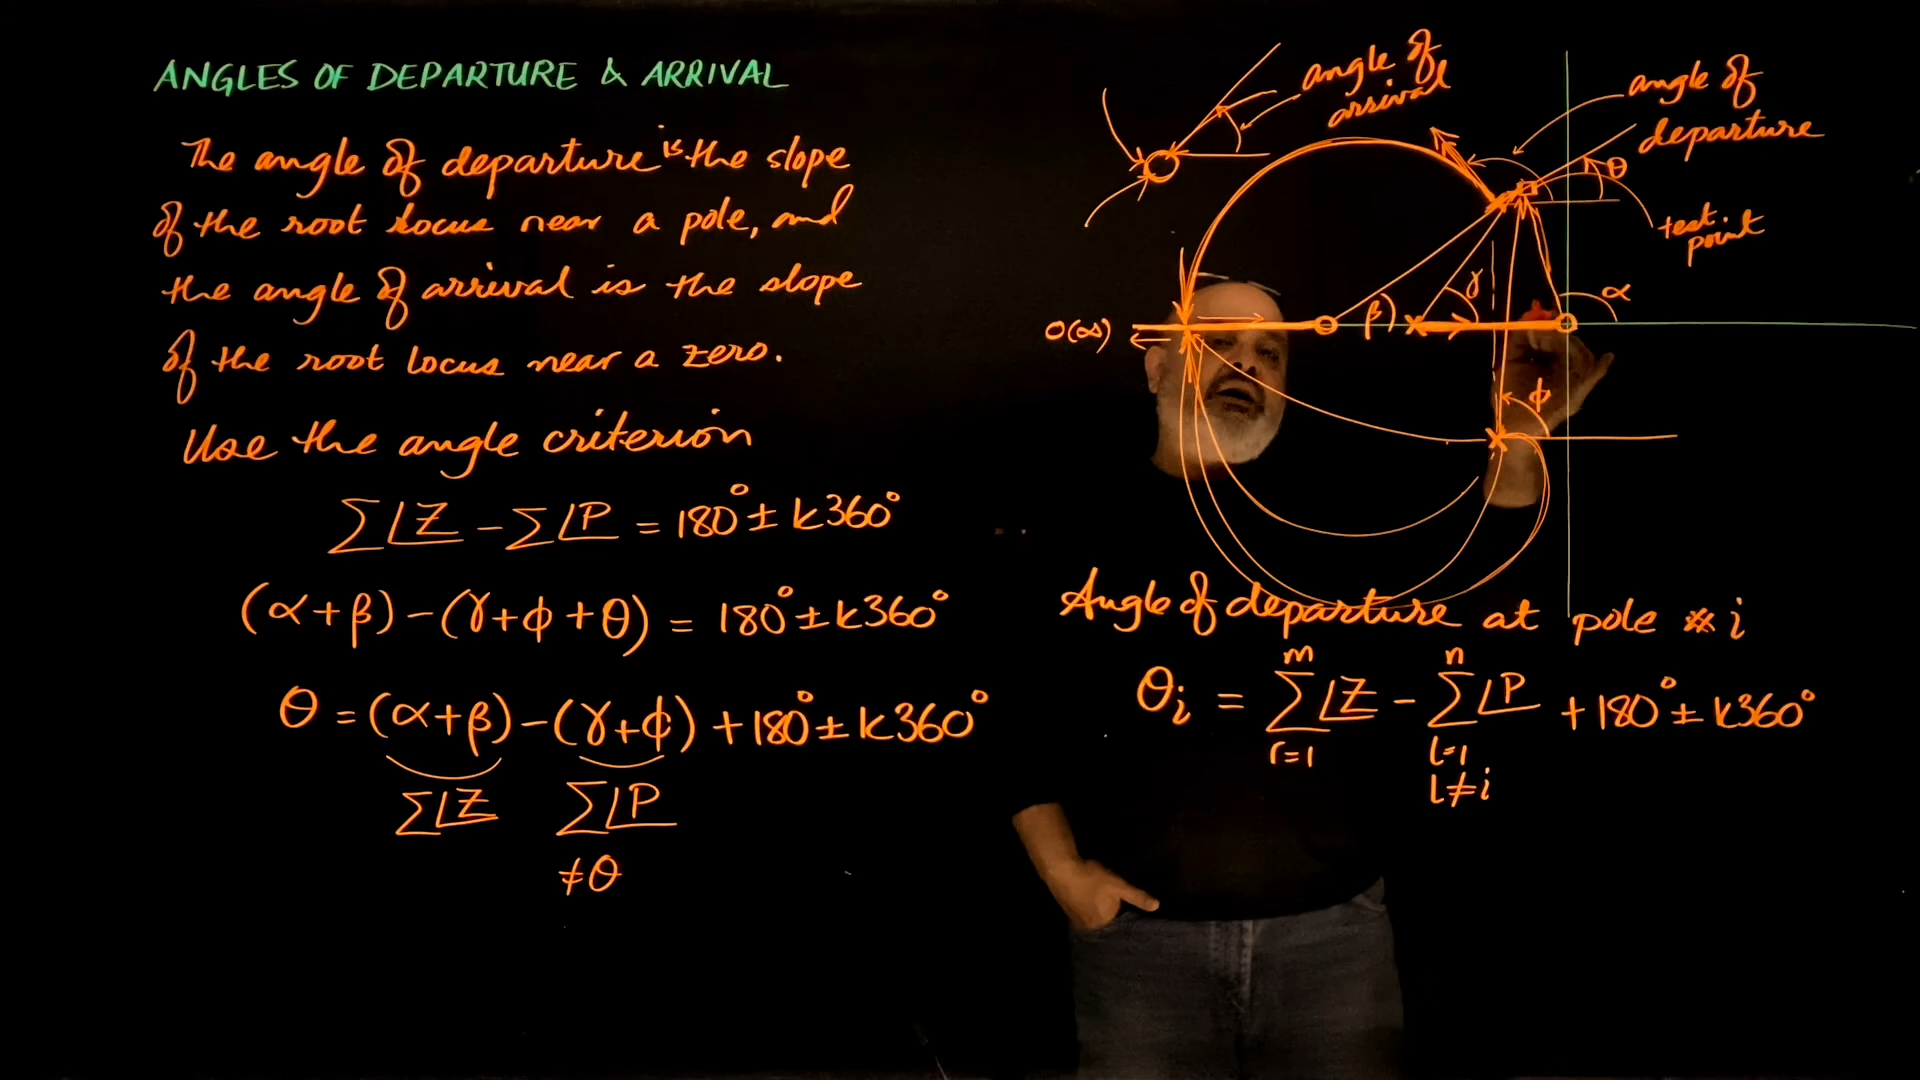 ANGLES OF DEPARTURE & ARRIVAL
The angle of departure is the slope
of the root locus near a pole, and
the angle of arrival is the slope
of the root locus near a zero.
Use the angle criterion
∑∠Z − ∑∠P = 180° ± k360°
(α+β) − (γ+φ+θ) = 180° ± k360°
θ = (α+β) − (γ+φ) + 180° ± k360°
∑∠Z ∑∠P
≠θ
angle of
arrival
angle of
departure
θ
test
point
γ
α
O(∞)
β
φ
Angle of departure at pole # i
m n
θi = ∑∠Z − ∑∠P + 180° ± k360°
r=1 l=1
l≠i